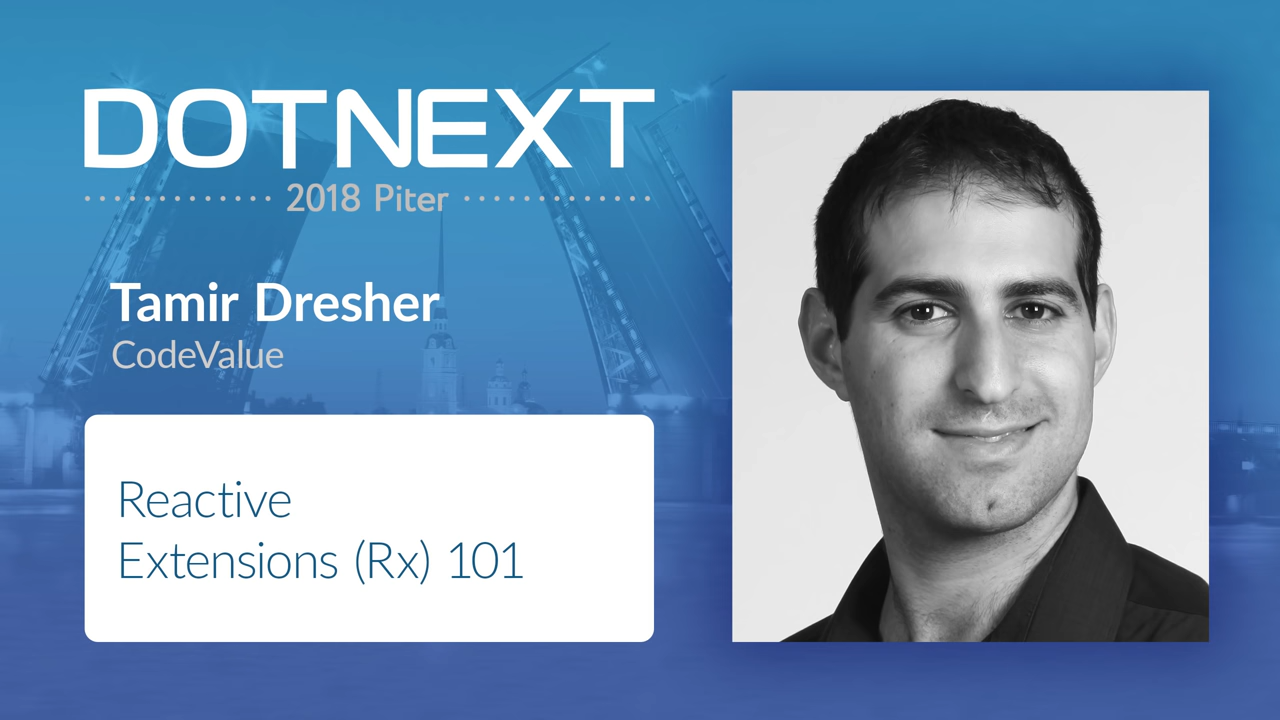 DOTNEXT
2018 Piter
Tamir Dresher
CodeValue
Reactive
Extensions (Rx) 101